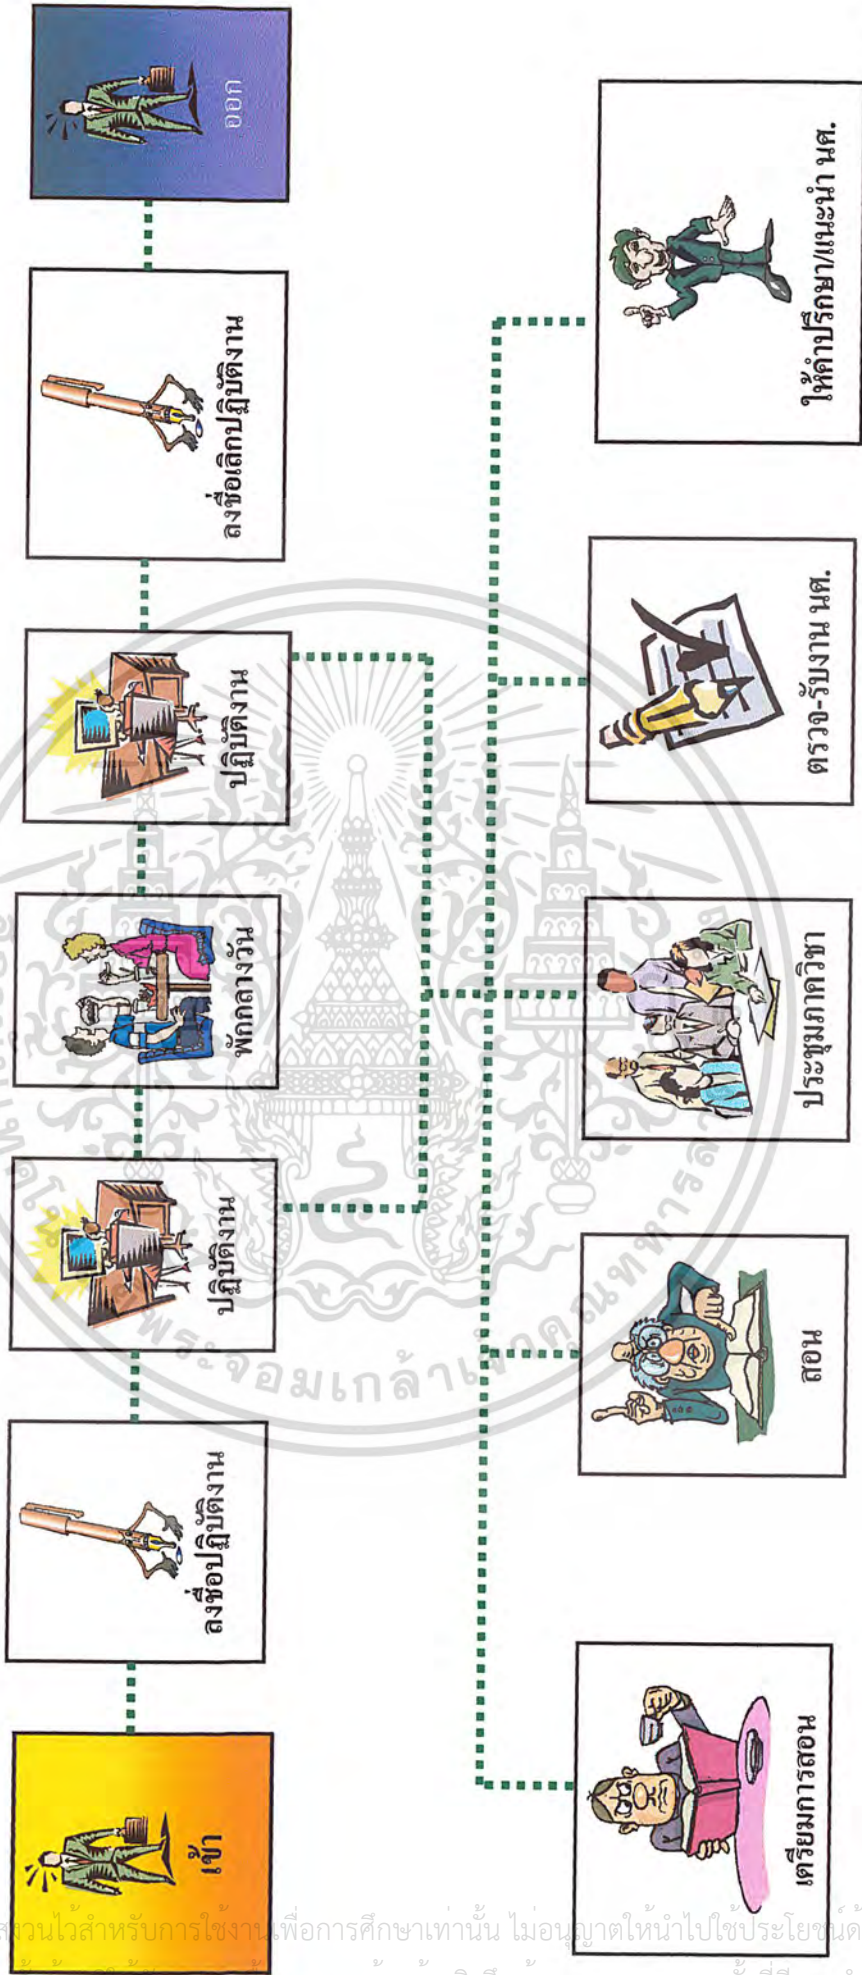 เข้า
ลงชื่อปฏิบัติงาน
ปฏิบัติงาน
พักกลางวัน
ปฏิบัติงาน
ลงชื่อเลิกปฏิบัติงาน
ออก
เตรียมการสอน
สอน
ประชุมภาควิชา
ตรวจ-รับงาน นศ.
ให้คำปรึกษา/แนะนำ นศ.
พระจอมเกล้าเจ้าคุณทหารลา
สงวนไว้สำหรับการใช้งานเพื่อการศึกษาเท่านั้น ไม่อนุญาตให้นำไปใช้ประโยชน์ด้